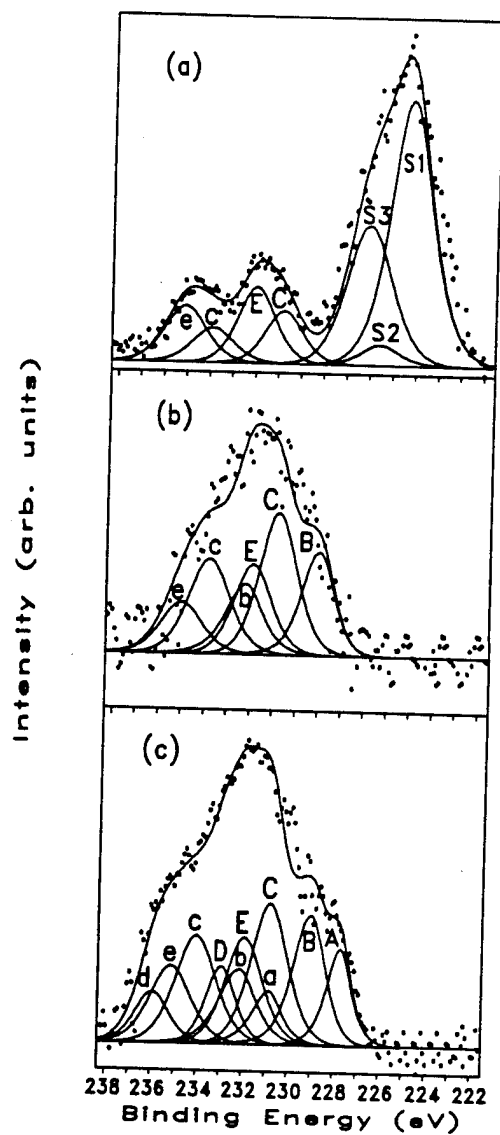 (a)
S1
S3
S2
e
c
E
C
(b)
C
B
E
b
c
e
(c)
C
E
c
D
b
B
A
e
d
a
Intensity (arb. units)
238 236 234 232 230 228 226 224 222
Binding Energy (eV)